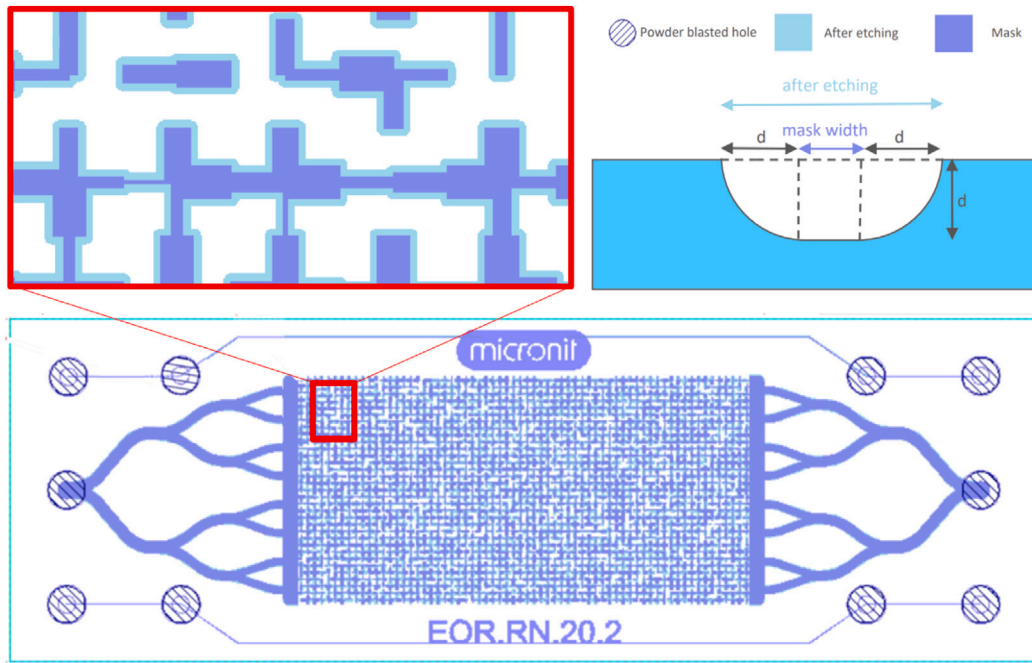 Powder blasted hole
After etching
Mask
after etching
mask width
d
d
d
micronit
EOR.RN.20.2